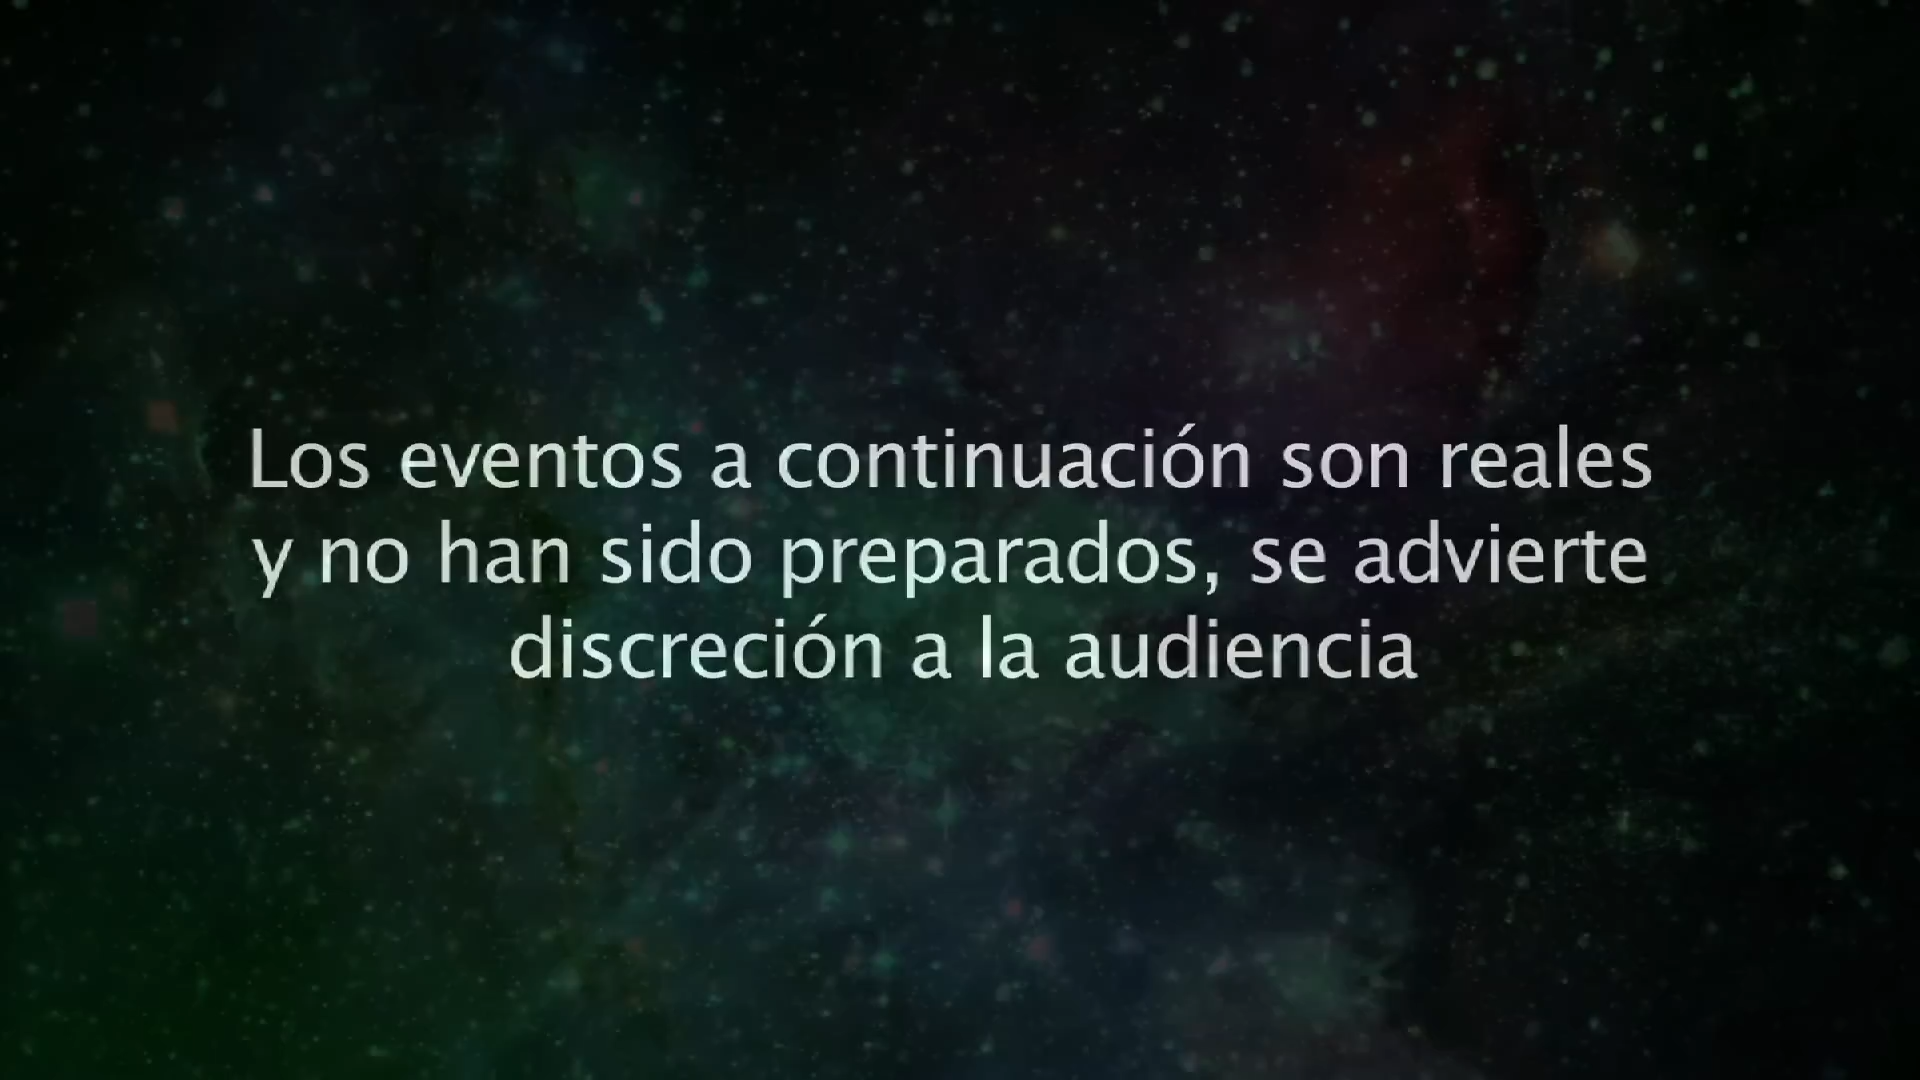 Los eventos a continuación son reales
y no han sido preparados, se advierte
discreción a la audiencia